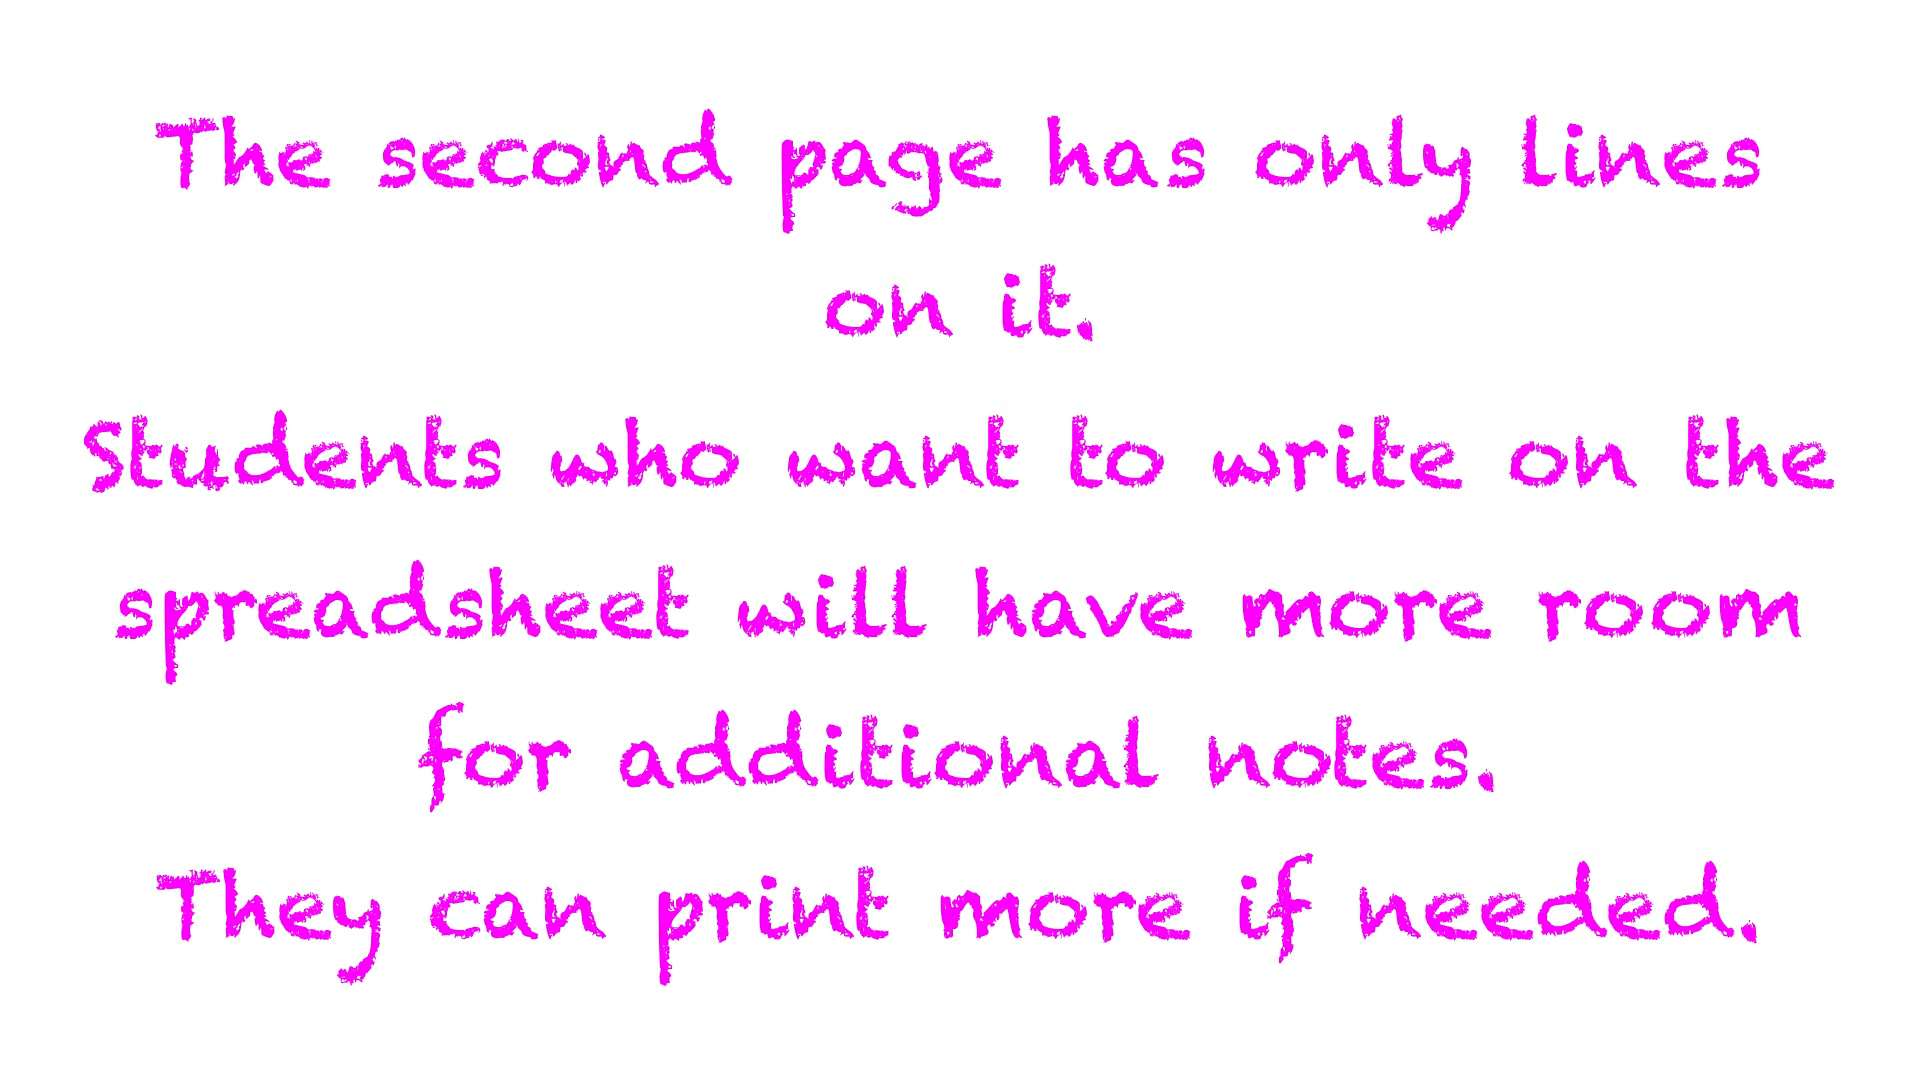 The second page has only lines
on it.
Students who want to write on the
spreadsheet will have more room
for additional notes.
They can print more if needed.